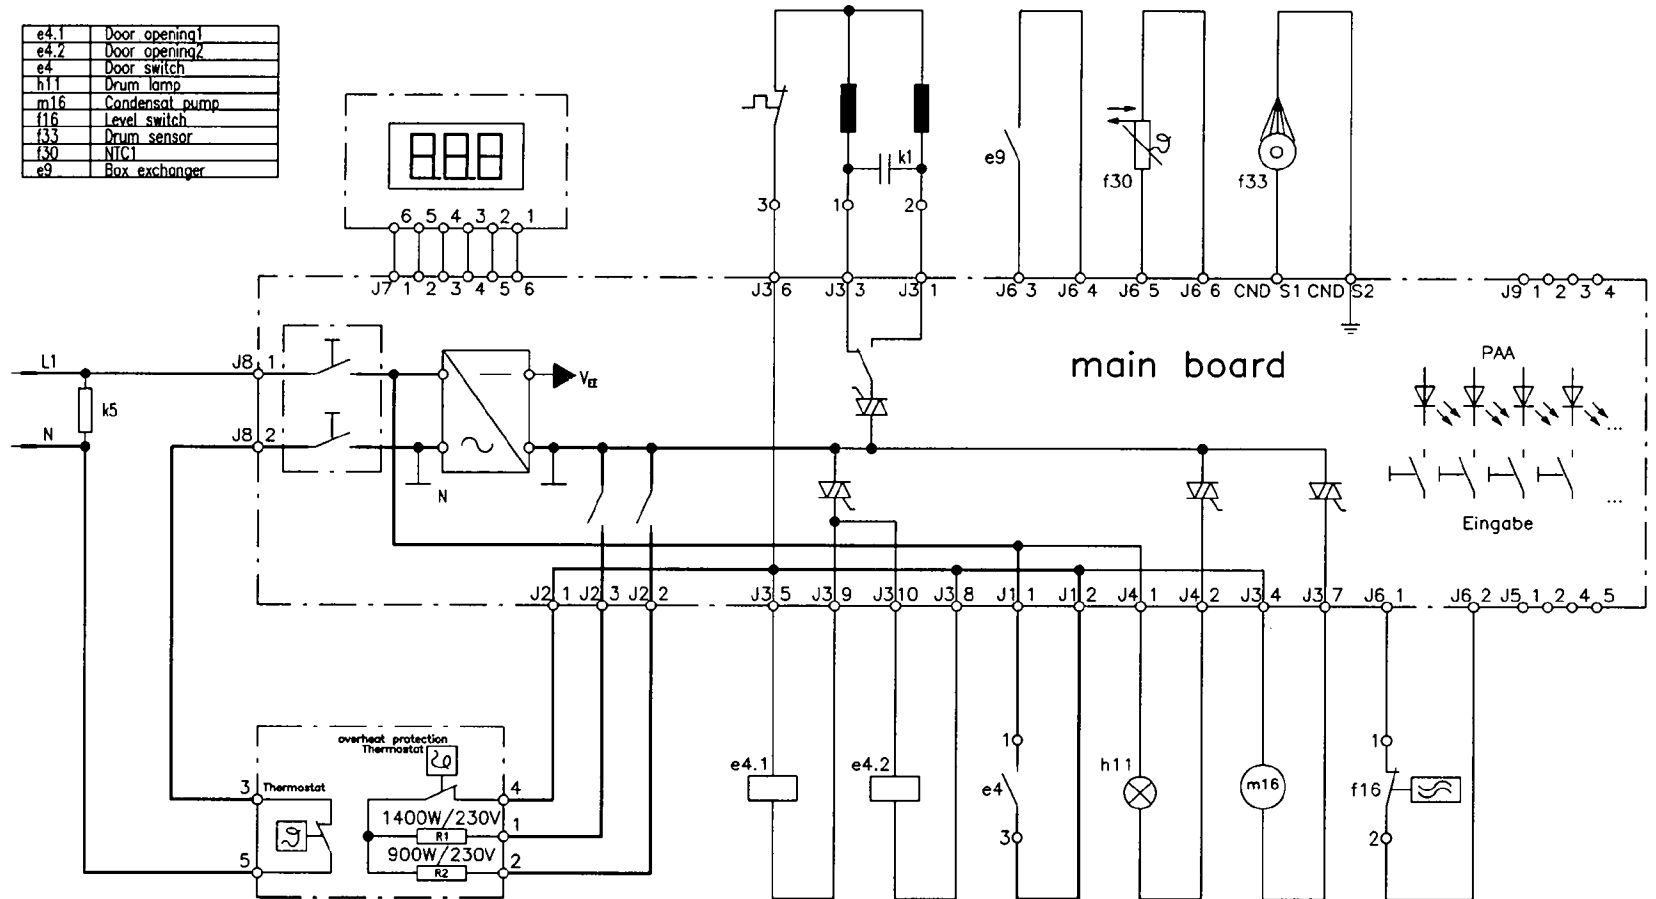 e4.1 Door opening1
e4.2 Door opening2
e4 Door switch
h11 Drum lamp
m16 Condensat pump
f16 Level switch
f33 Drum sensor
f30 NTC1
e9 Box exchanger
k1
e9
f30
f33
3 1 2
6 5 4 3 2 1
J7 1 2 3 4 5 6
J3 6 J3 3 J3 1 J6 3 J6 4 J6 5 J6 6 CND S1 CND S2 J9 1 2 3 4
main board
PAA
L1
J8 1
VEE
k5
N
J8 2
N
...
...
Eingabe
J2 1 J2 3 J2 2 J3 5 J3 9 J3 10 J3 8 J1 1 J1 2 J4 1 J4 2 J3 4 J3 7 J6 1 J6 2 J5 1 2 4 5
overheat protection
Thermostat
1 1
e4.1 e4.2 h11
3 Thermostat 4 e4 m16 f16
1400W/230V
R1 1
3 2
900W/230V
5 R2 2